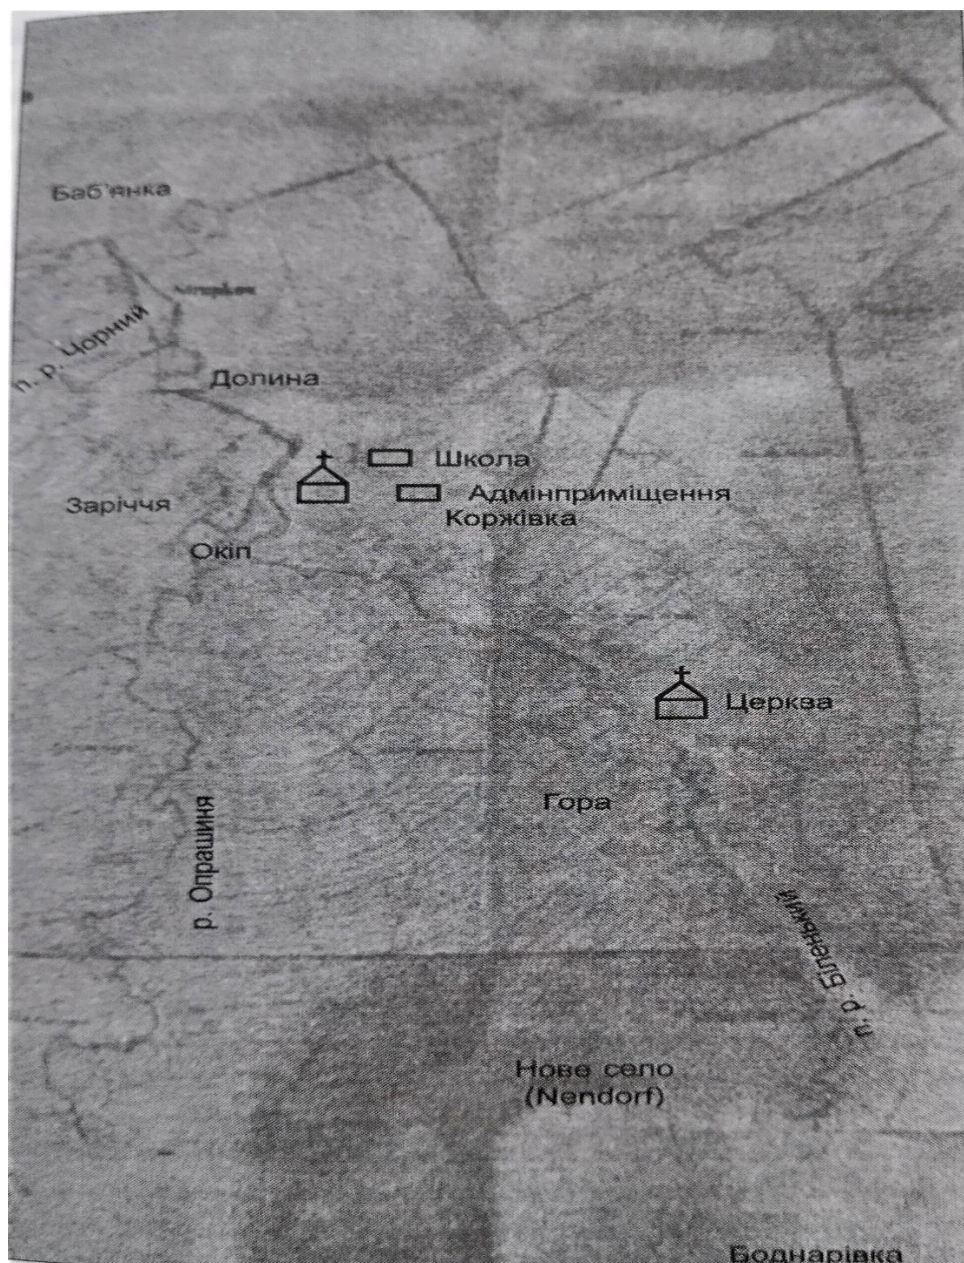 Баб'янка
п. р. Чорний
Долина
Школа
Адмінприміщення
Коржівка
Заріччя
Окіп
Церква
Гора
р. Опрашиня
п. р. Біленький
Нове село
(Nendorf)
Боднарівка